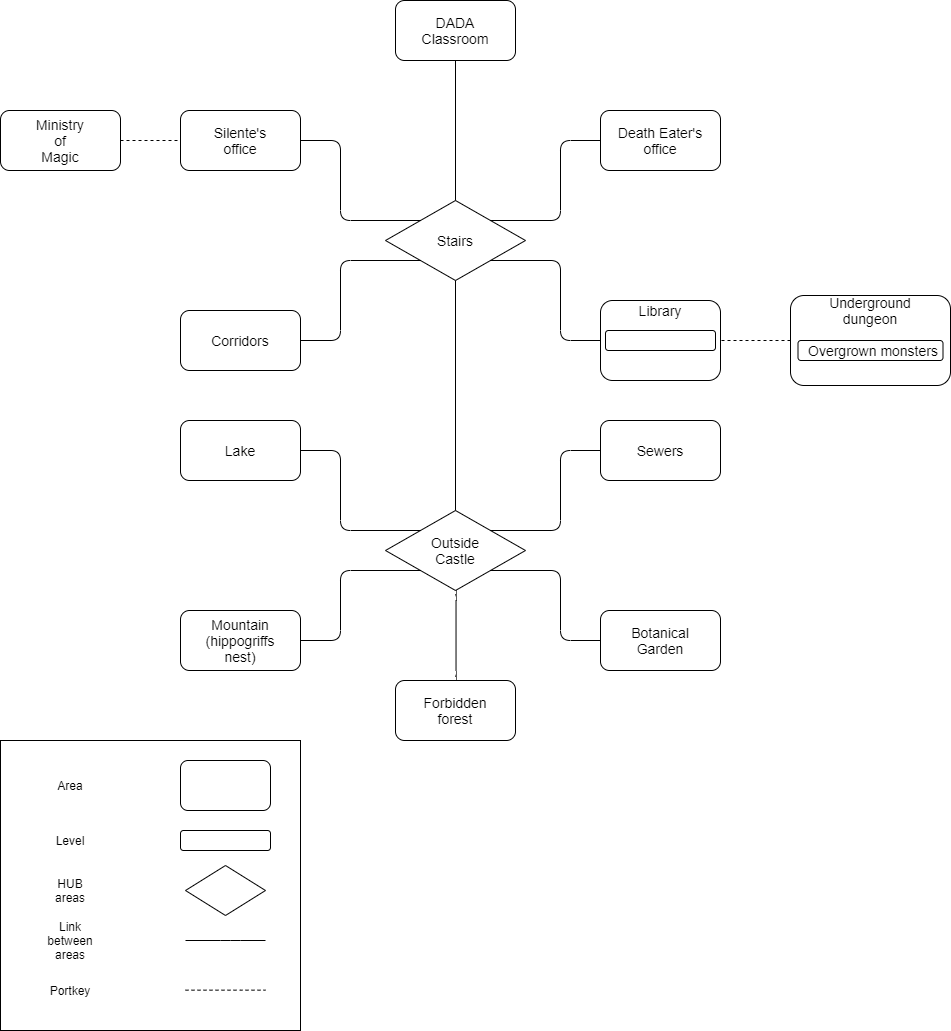 DADA
Classroom
Ministry
of
Magic
Silente's
office
Death Eater's
office
Stairs
Corridors
Library
Underground
dungeon
Overgrown monsters
Lake
Sewers
Outside
Castle
Mountain
(hippogriffs
nest)
Botanical
Garden
Forbidden
forest
Area
Level
HUB
areas
Link
between
areas
Portkey